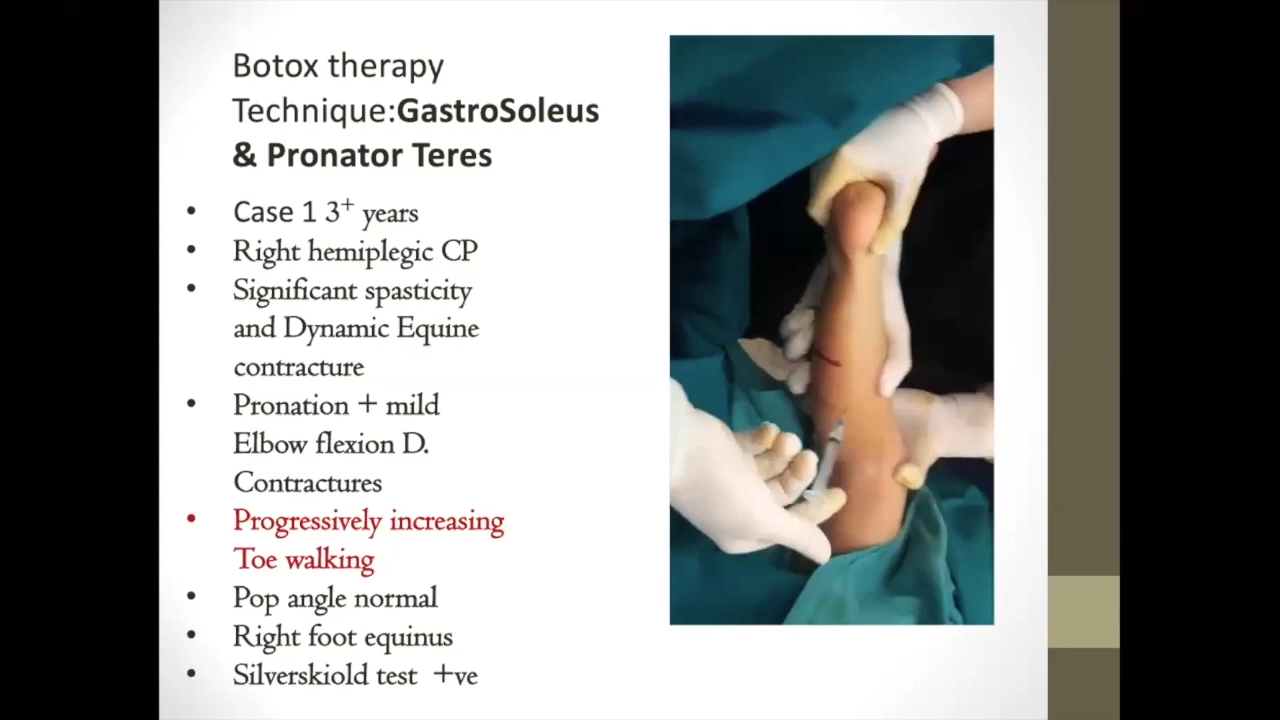 Botox therapy
Technique:GastroSoleus
& Pronator Teres
• Case 1 3+ years
• Right hemiplegic CP
• Significant spasticity
and Dynamic Equine
contracture
• Pronation + mild
Elbow flexion D.
Contractures
• Progressively increasing
Toe walking
• Pop angle normal
• Right foot equinus
• Silverskiold test +ve